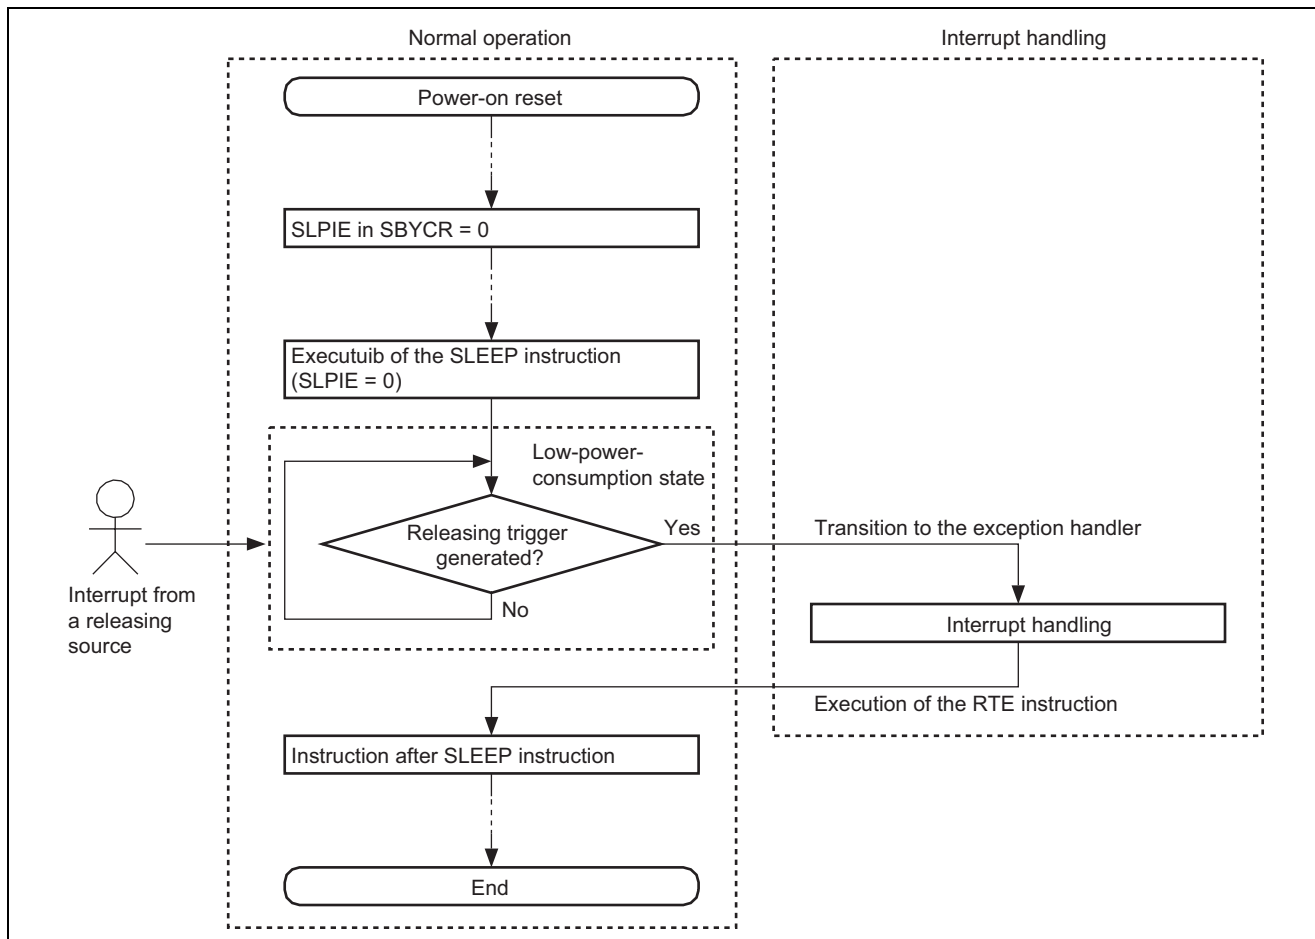 Normal operation
Interrupt handling
Power-on reset
SLPIE in SBYCR = 0
Executuib of the SLEEP instruction
(SLPIE = 0)
Low-power-
consumption state
Releasing trigger
generated?
Yes
No
Transition to the exception handler
Interrupt from
a releasing
source
Interrupt handling
Execution of the RTE instruction
Instruction after SLEEP instruction
End